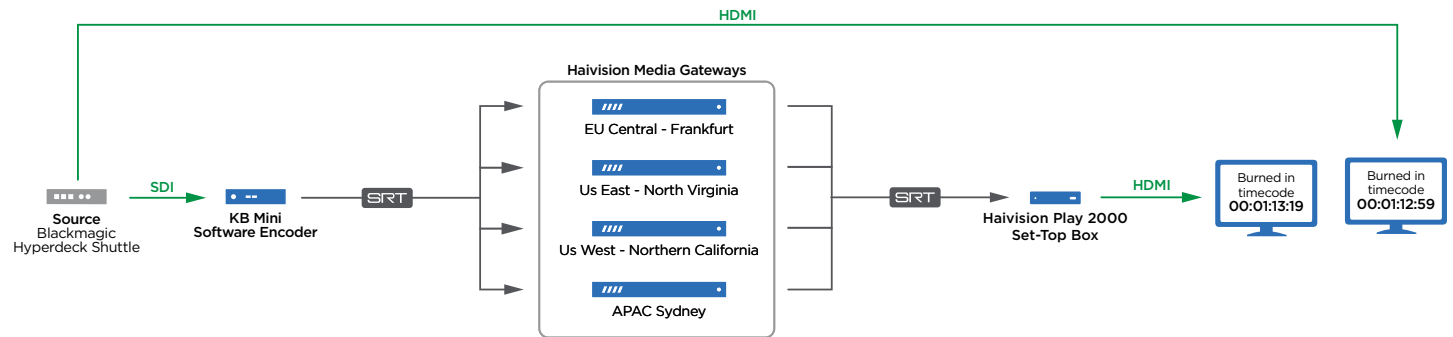 HDMI
Haivision Media Gateways
EU Central - Frankfurt
Us East - North Virginia
Us West - Northern California
APAC Sydney
SDI
Source
Blackmagic
Hyperdeck Shuttle
KB Mini
Software Encoder
SRT
SRT
Haivision Play 2000
Set-Top Box
HDMI
Burned in
timecode
00:01:13:19
Burned in
timecode
00:01:12:59